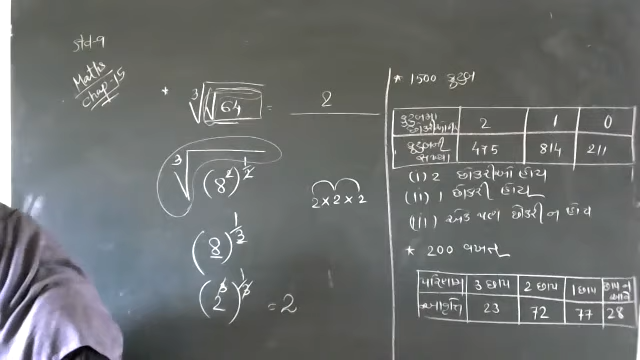 ધોરણ-૧
Maths
Chap-15
* ∛√64 = 2
∛(8²)^1/2
2×2×2
(8)^1/3
(2³)^1/3 = 2
* 1500 કુટુંબ
કુટુંબમાં છોકરીઓની 2 1 0
કુટુંબની સંખ્યા 475 814 211
(i) 2 છોકરીઓ હોય
(ii) 1 છોકરી હોય
(iii) એક પણ છોકરી ન હોય
* 200 વખત
પરિણામ 3 છાપ 2 છાપ 1 છાપ છાપ ન આવે
આવૃત્તિ 23 72 77 28